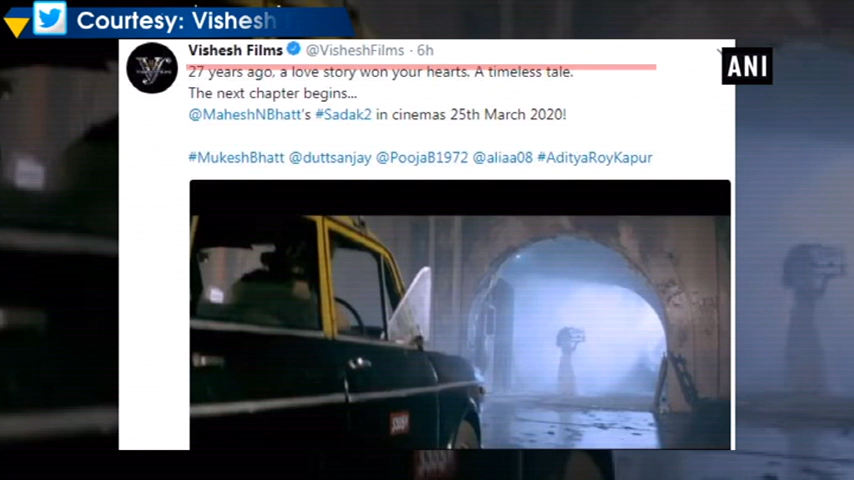 Courtesy: Vishesh
Vishesh Films @VisheshFilms · 6h
ANI
27 years ago, a love story won your hearts. A timeless tale.
The next chapter begins...
@MaheshNBhatt's #Sadak2 in cinemas 25th March 2020!
#MukeshBhatt @duttsanjay @PoojaB1972 @aliaa08 #AdityaRoyKapur